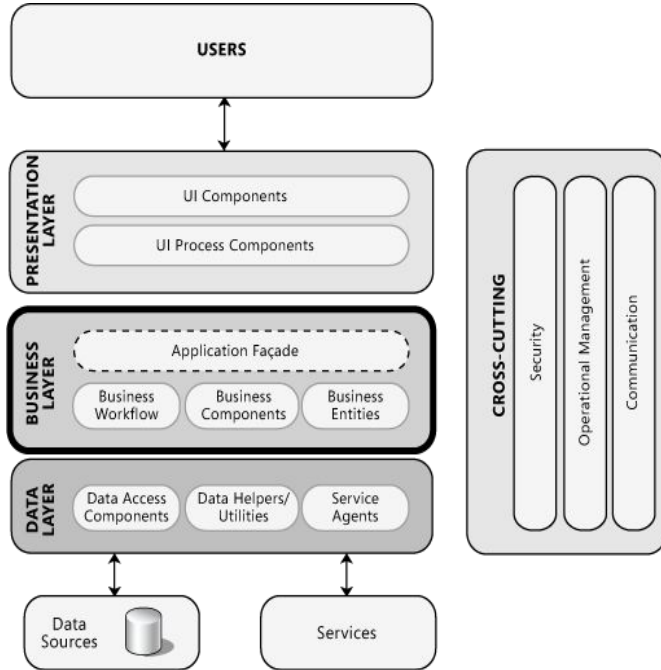 USERS
PRESENTATION
LAYER
UI Components
UI Process Components
BUSINESS
LAYER
Application Façade
Business
Workflow
Business
Components
Business
Entities
DATA
LAYER
Data Access
Components
Data Helpers/
Utilities
Service
Agents
Data
Sources
Services
CROSS-CUTTING
Security
Operational Management
Communication